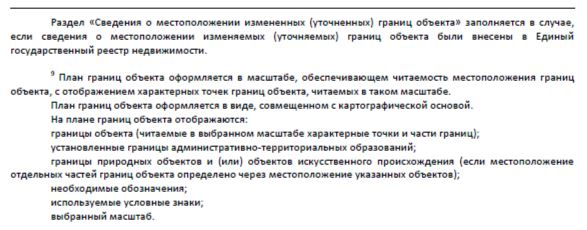 Раздел «Сведения о местоположении измененных (уточненных) границ объекта» заполняется в случае,
если сведения о местоположении изменяемых (уточняемых) границ объекта были внесены в Единый
государственный реестр недвижимости.
9 План границ объекта оформляется в масштабе, обеспечивающем читаемость местоположения границ
объекта, с отображением характерных точек границ объекта, читаемых в таком масштабе.
План границ объекта оформляется в виде, совмещенном с картографической основой.
На плане границ объекта отображаются:
границы объекта (читаемые в выбранном масштабе характерные точки и части границ);
установленные границы административно-территориальных образований;
границы природных объектов и (или) объектов искусственного происхождения (если местоположение
отдельных частей границ объекта определено через местоположение указанных объектов);
необходимые обозначения;
используемые условные знаки;
выбранный масштаб.